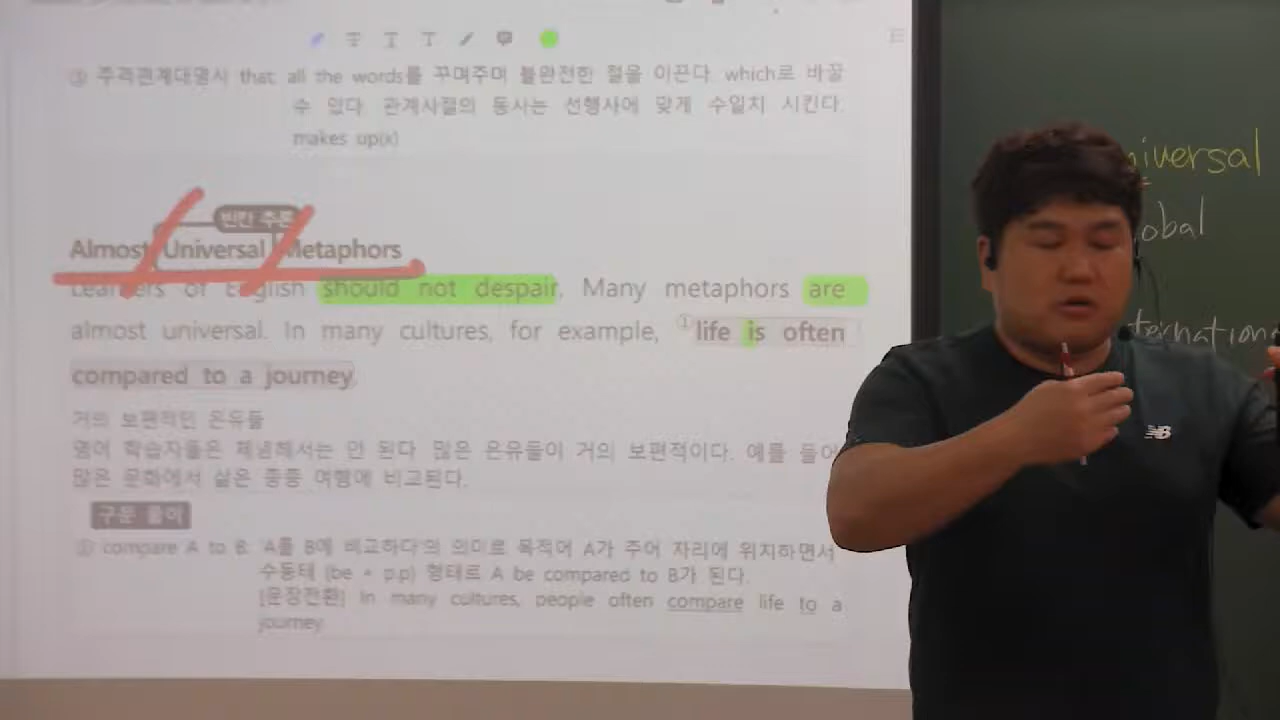 ③ 주격관계대명사 that all the words를 꾸며주며 불완전한 절을 이끈다. which로 바꿀
수 있다. 관계사절의 동사는 선행사에 맞게 수일치 시킨다.
makes up(x)
빈칸 추론
Almost Universal Metaphors
Learners of English should not despair. Many metaphors are
almost universal. In many cultures, for example, ①life is often
compared to a journey.
거의 보편적인 은유들
영어 학습자들은 체념해서는 안 된다. 많은 은유들이 거의 보편적이다. 예를 들어
많은 문화에서 삶은 종종 여행에 비교된다.
구문 풀이
① compare A to B: 'A를 B에 비교하다'의 의미로 목적어 A가 주어 자리에 위치하면서
수동태 (be + p.p) 형태로 A be compared to B가 된다.
[문장전환] In many cultures, people often compare life to a
journey.
niversal
obal
ternation
NB